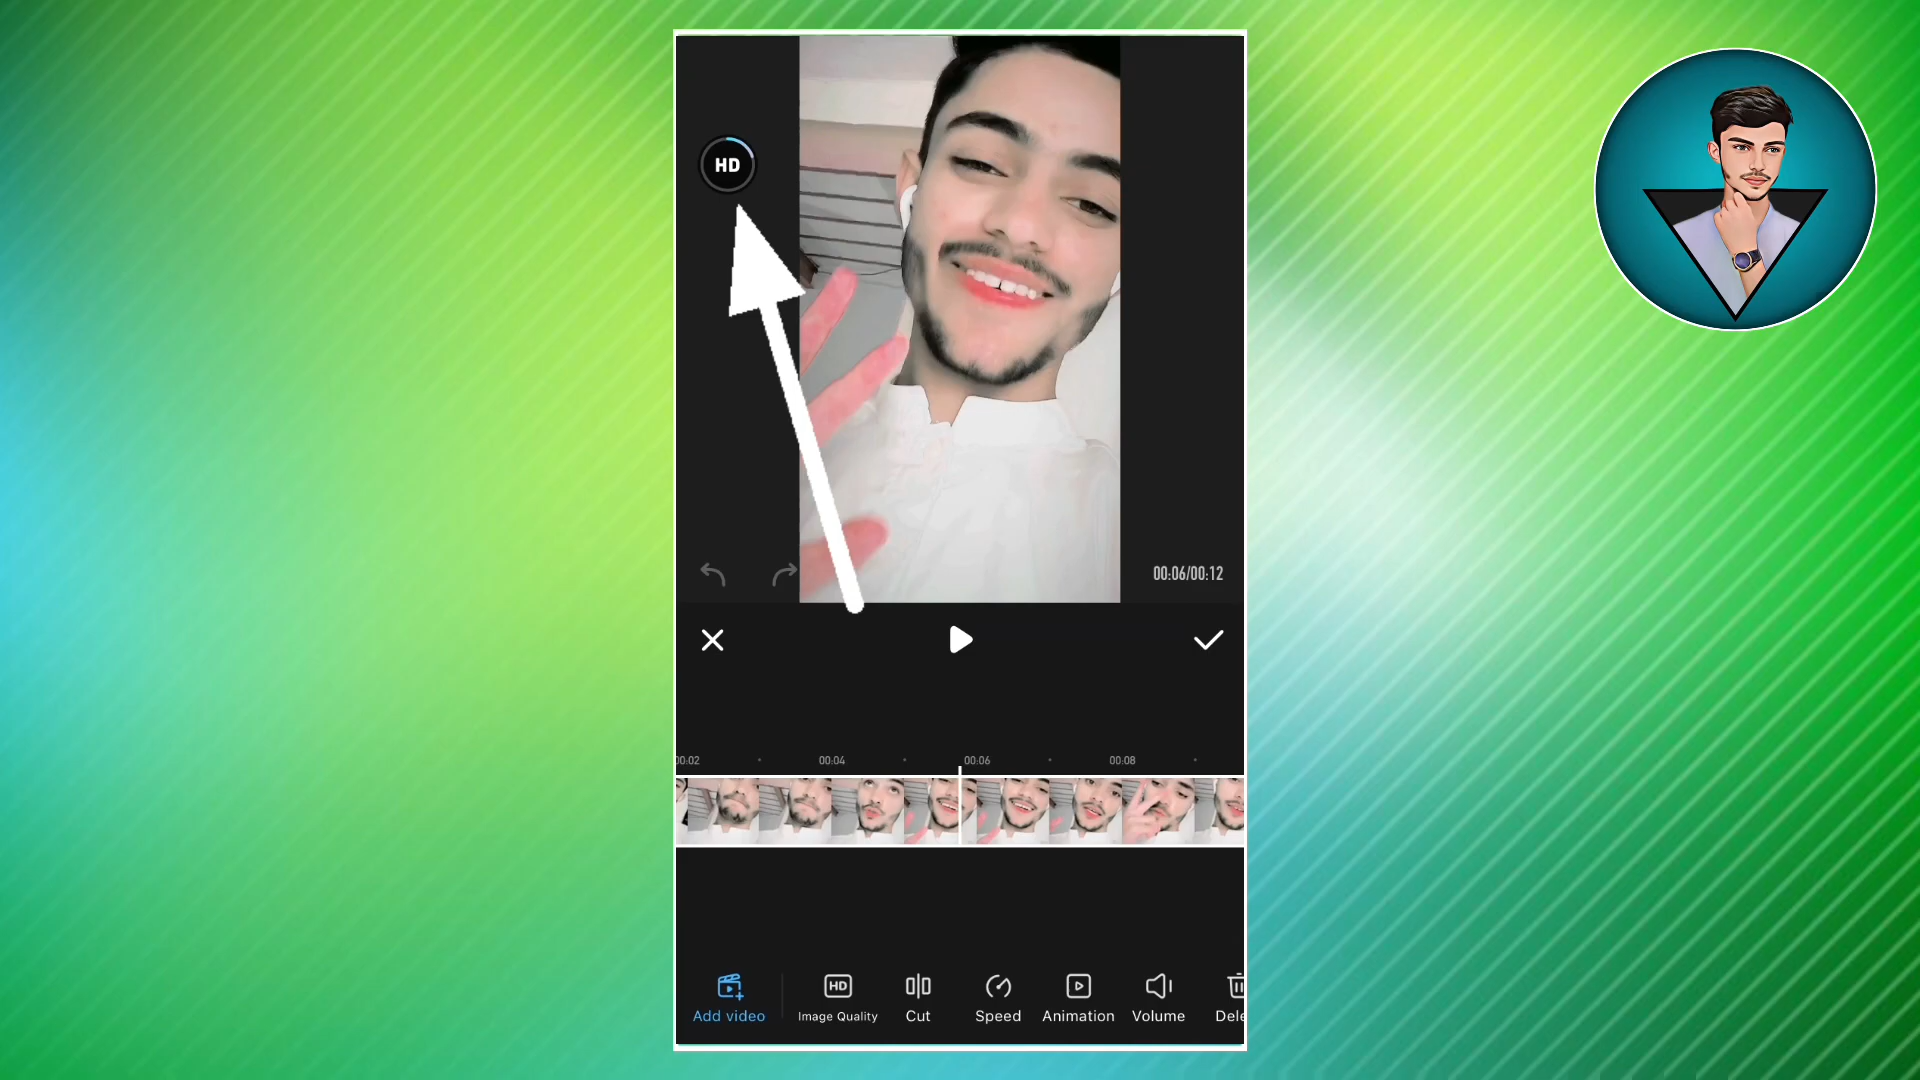 HD
00:06/00:12
00:02
00:04
00:06
00:08
HD
Add video
Image Quality
Cut
Speed
Animation
Volume
Dele